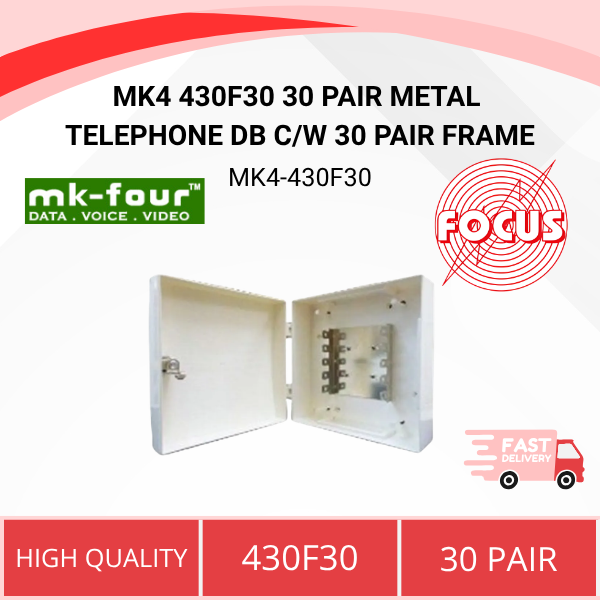 MK4 430F30 30 PAIR METAL
TELEPHONE DB C/W 30 PAIR FRAME
MK4-430F30
mk-four™
DATA . VOICE . VIDEO
FOCUS
FAST
DELIVERY
HIGH QUALITY
430F30
30 PAIR